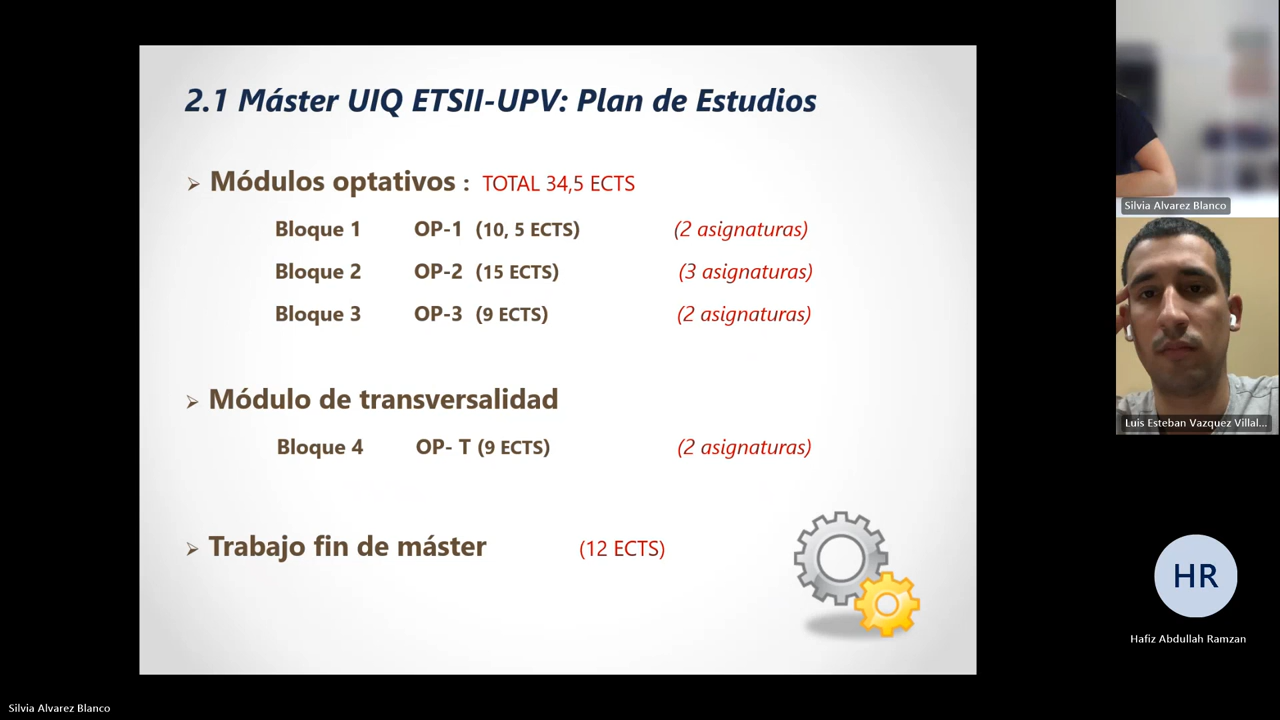 2.1 Máster UIQ ETSII-UPV: Plan de Estudios
Módulos optativos : TOTAL 34,5 ECTS
Bloque 1 OP-1 (10, 5 ECTS) (2 asignaturas)
Bloque 2 OP-2 (15 ECTS) (3 asignaturas)
Bloque 3 OP-3 (9 ECTS) (2 asignaturas)
Módulo de transversalidad
Bloque 4 OP- T (9 ECTS) (2 asignaturas)
Trabajo fin de máster (12 ECTS)
Silvia Alvarez Blanco
Luis Esteban Vazquez Villal...
HR
Hafiz Abdullah Ramzan
Silvia Alvarez Blanco